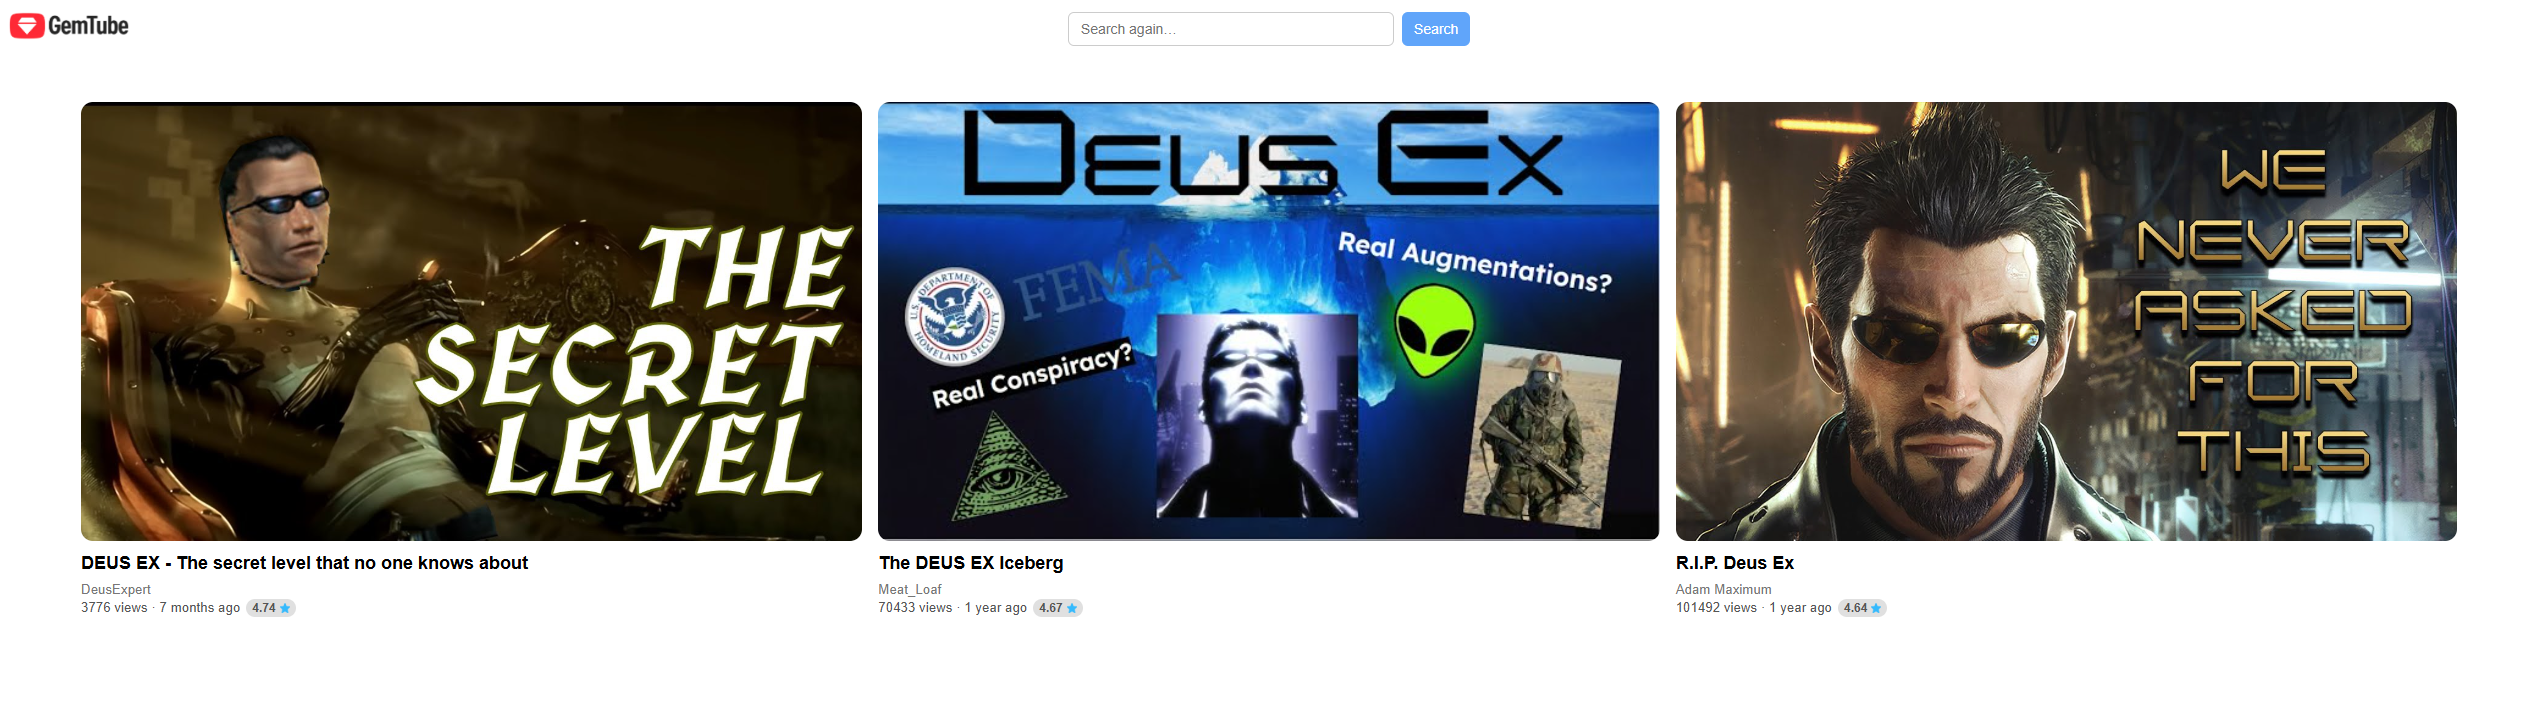 GemTube
Search again...
Search
THE
SECRET
LEVEL
DEUS EX
FEMA
Real Augmentations?
U.S. DEPARTMENT OF
HOMELAND SECURITY
Real Conspiracy?
WE
NEVER
ASKED
FOR
THIS
DEUS EX - The secret level that no one knows about
DeusExpert
3776 views · 7 months ago 4.74
The DEUS EX Iceberg
Meat_Loaf
70433 views · 1 year ago 4.67
R.I.P. Deus Ex
Adam Maximum
101492 views · 1 year ago 4.64